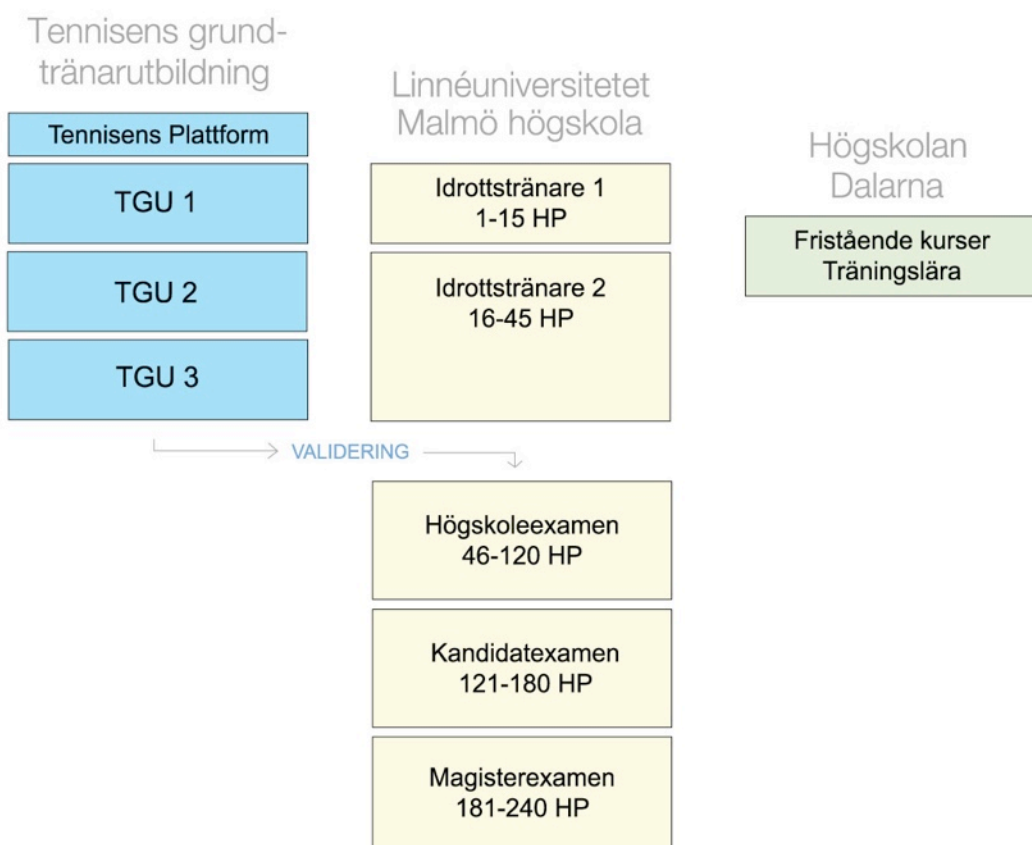 Tennisens grund-
tränarutbildning
Tennisens Plattform
TGU 1
TGU 2
TGU 3
Linnéuniversitetet
Malmö högskola
Idrottstränare 1
1-15 HP
Idrottstränare 2
16-45 HP
Högskolan
Dalarna
Fristående kurser
Träningslära
VALIDERING
Högskoleexamen
46-120 HP
Kandidatexamen
121-180 HP
Magisterexamen
181-240 HP